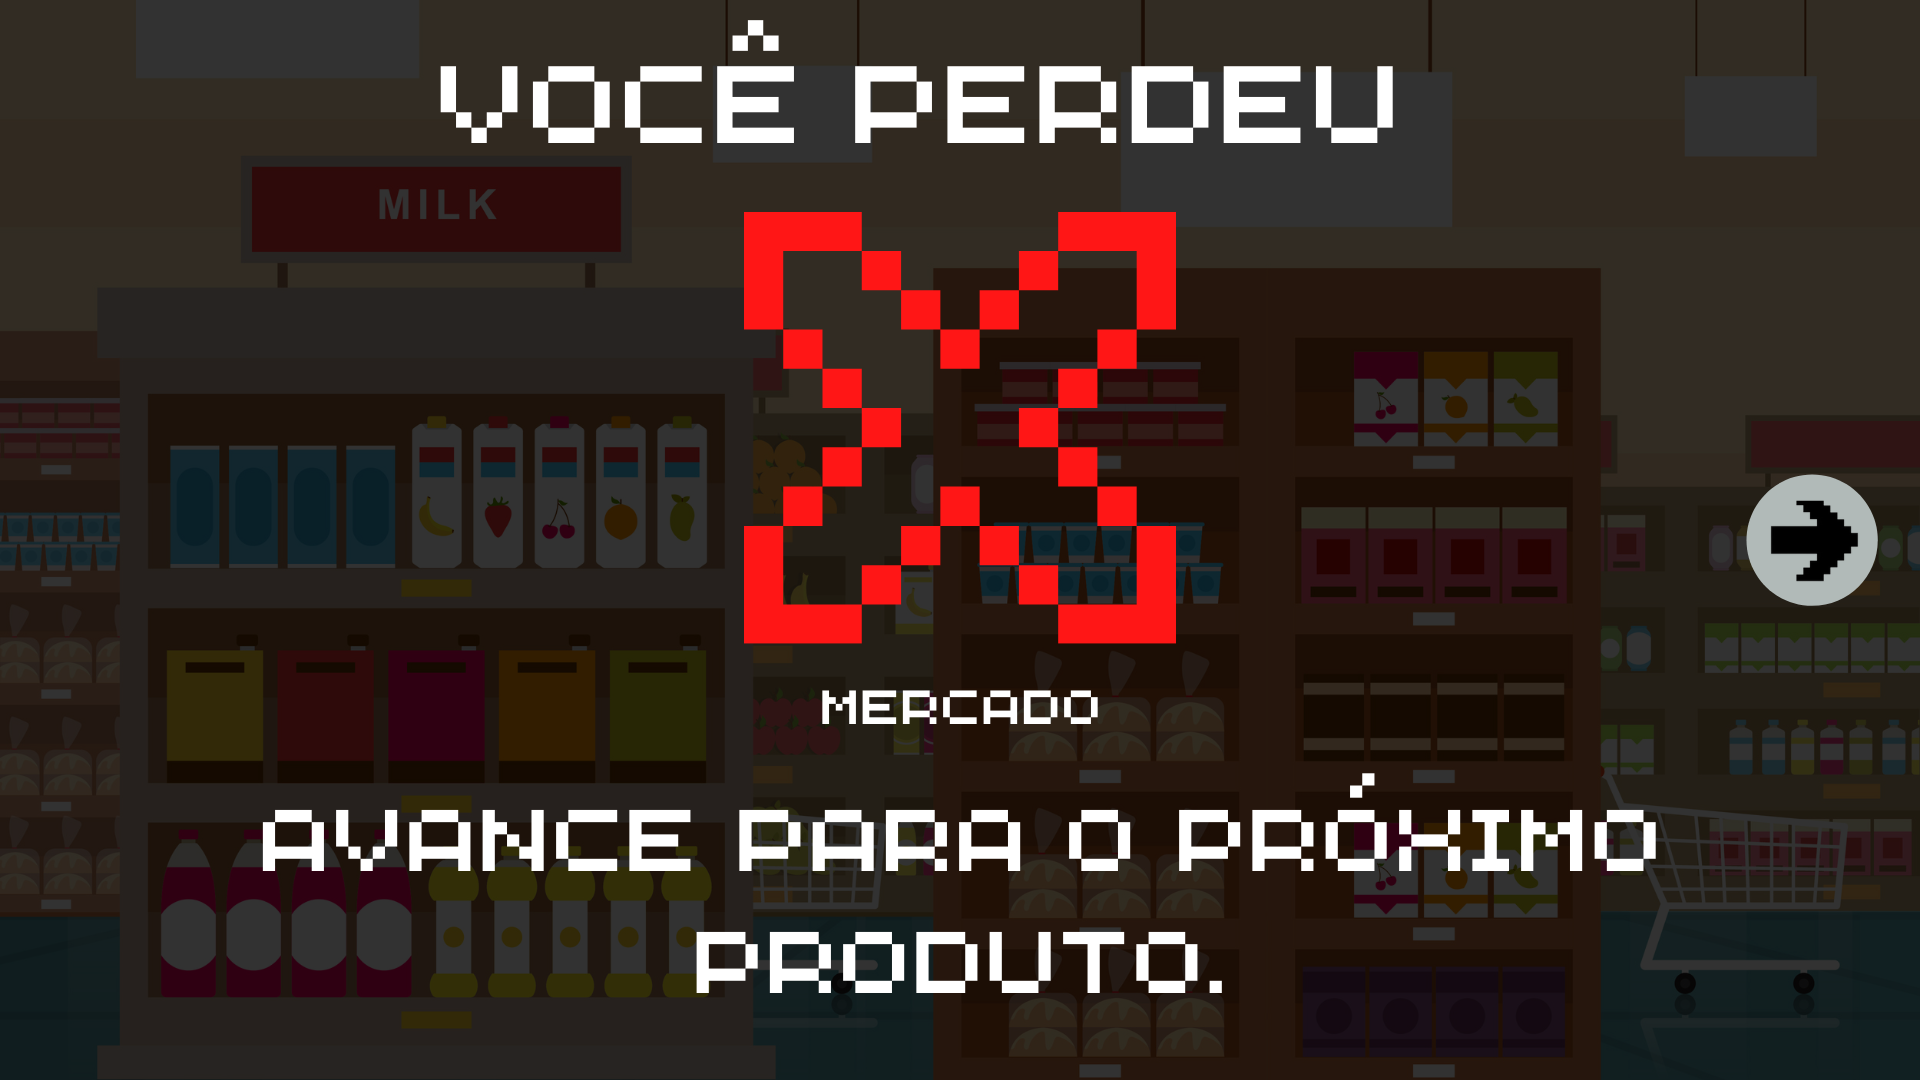 VOCÊ PERDEU
MILK
MERCADO
AVANCE PARA O PRÓXIMO
PRODUTO.